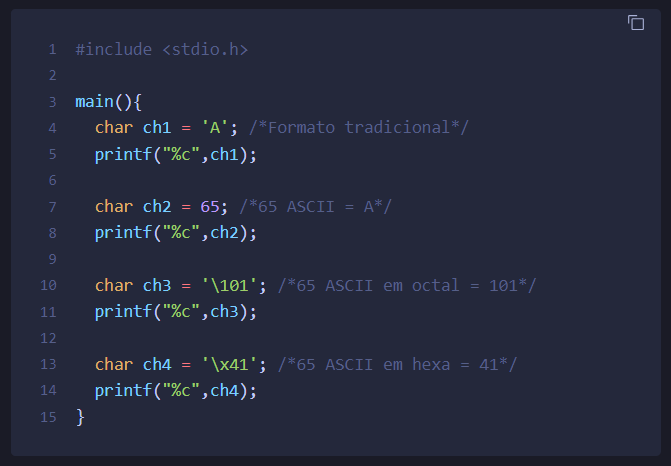 1 #include <stdio.h>
2
3 main(){
4   char ch1 = 'A'; /*Formato tradicional*/
5   printf("%c",ch1);
6
7   char ch2 = 65; /*65 ASCII = A*/
8   printf("%c",ch2);
9
10   char ch3 = '\101'; /*65 ASCII em octal = 101*/
11   printf("%c",ch3);
12
13   char ch4 = '\x41'; /*65 ASCII em hexa = 41*/
14   printf("%c",ch4);
15 }